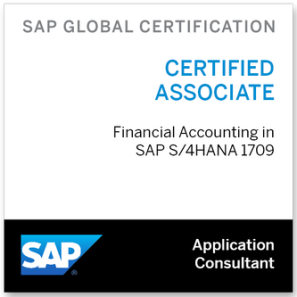 SAP GLOBAL CERTIFICATION
CERTIFIED
ASSOCIATE
Financial Accounting in
SAP S/4HANA 1709
SAP®
Application
Consultant